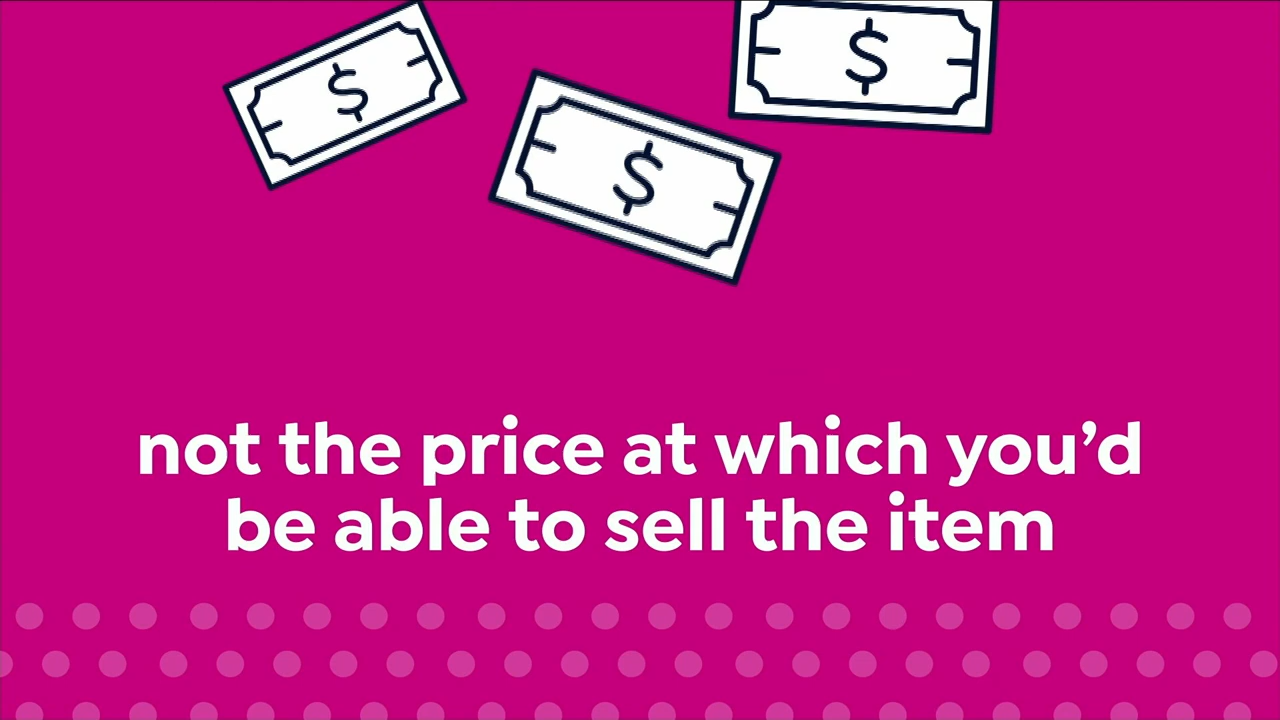 $
$
$
not the price at which you’d
be able to sell the item